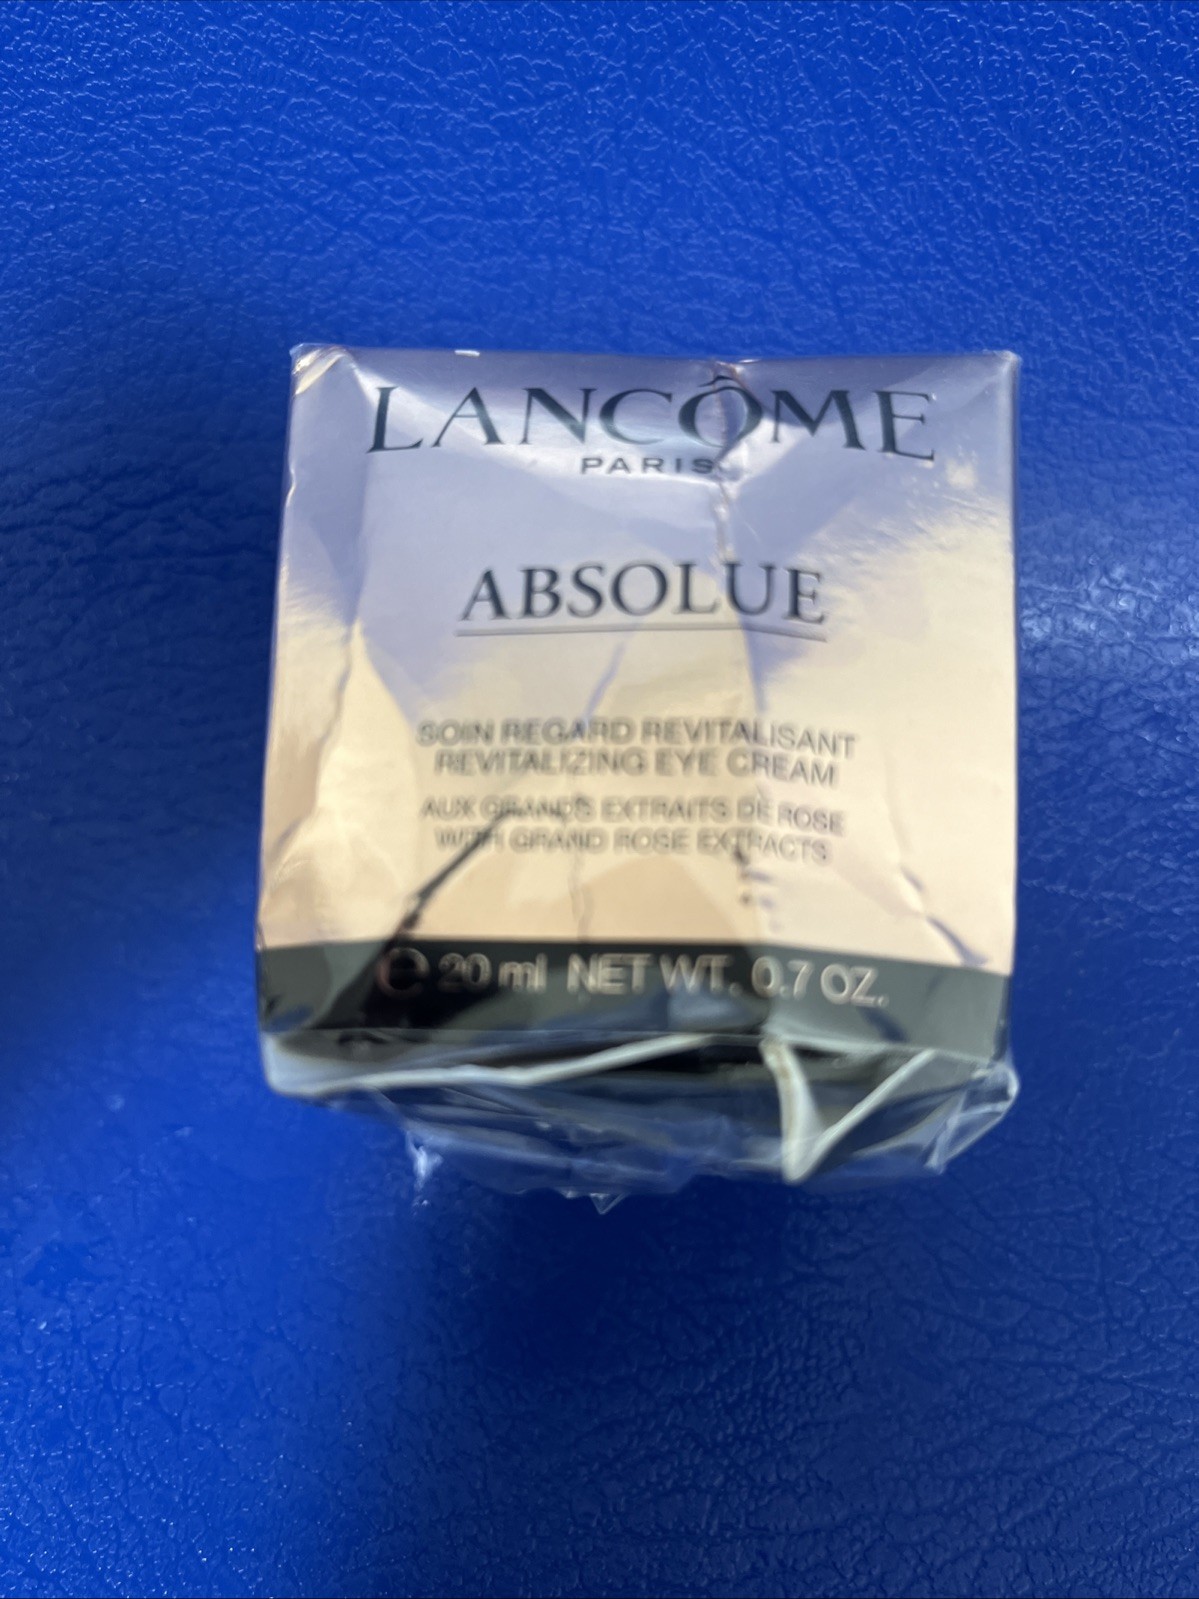 LANCÔME
PARIS
ABSOLUE
SOIN REGARD REVITALISANT
REVITALIZING EYE CREAM
AUX GRANDS EXTRAITS DE ROSE
WITH GRAND ROSE EXTRACTS
℮ 20 ml NET WT. 0.7 OZ.